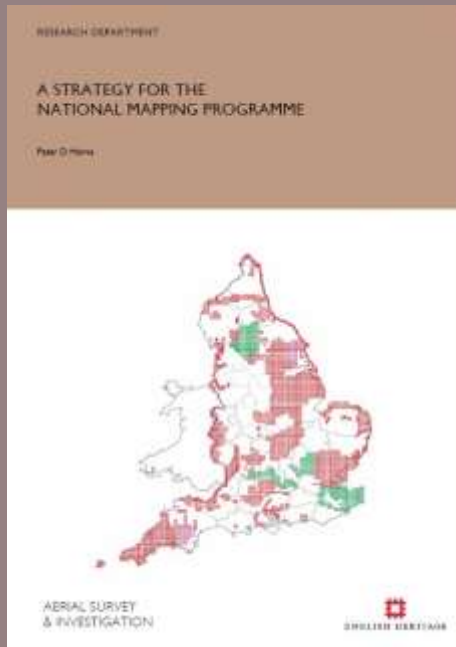 RESEARCH DEPARTMENT
A STRATEGY FOR THE
NATIONAL MAPPING PROGRAMME
Peter D Horne
AERIAL SURVEY
& INVESTIGATION
ENGLISH HERITAGE